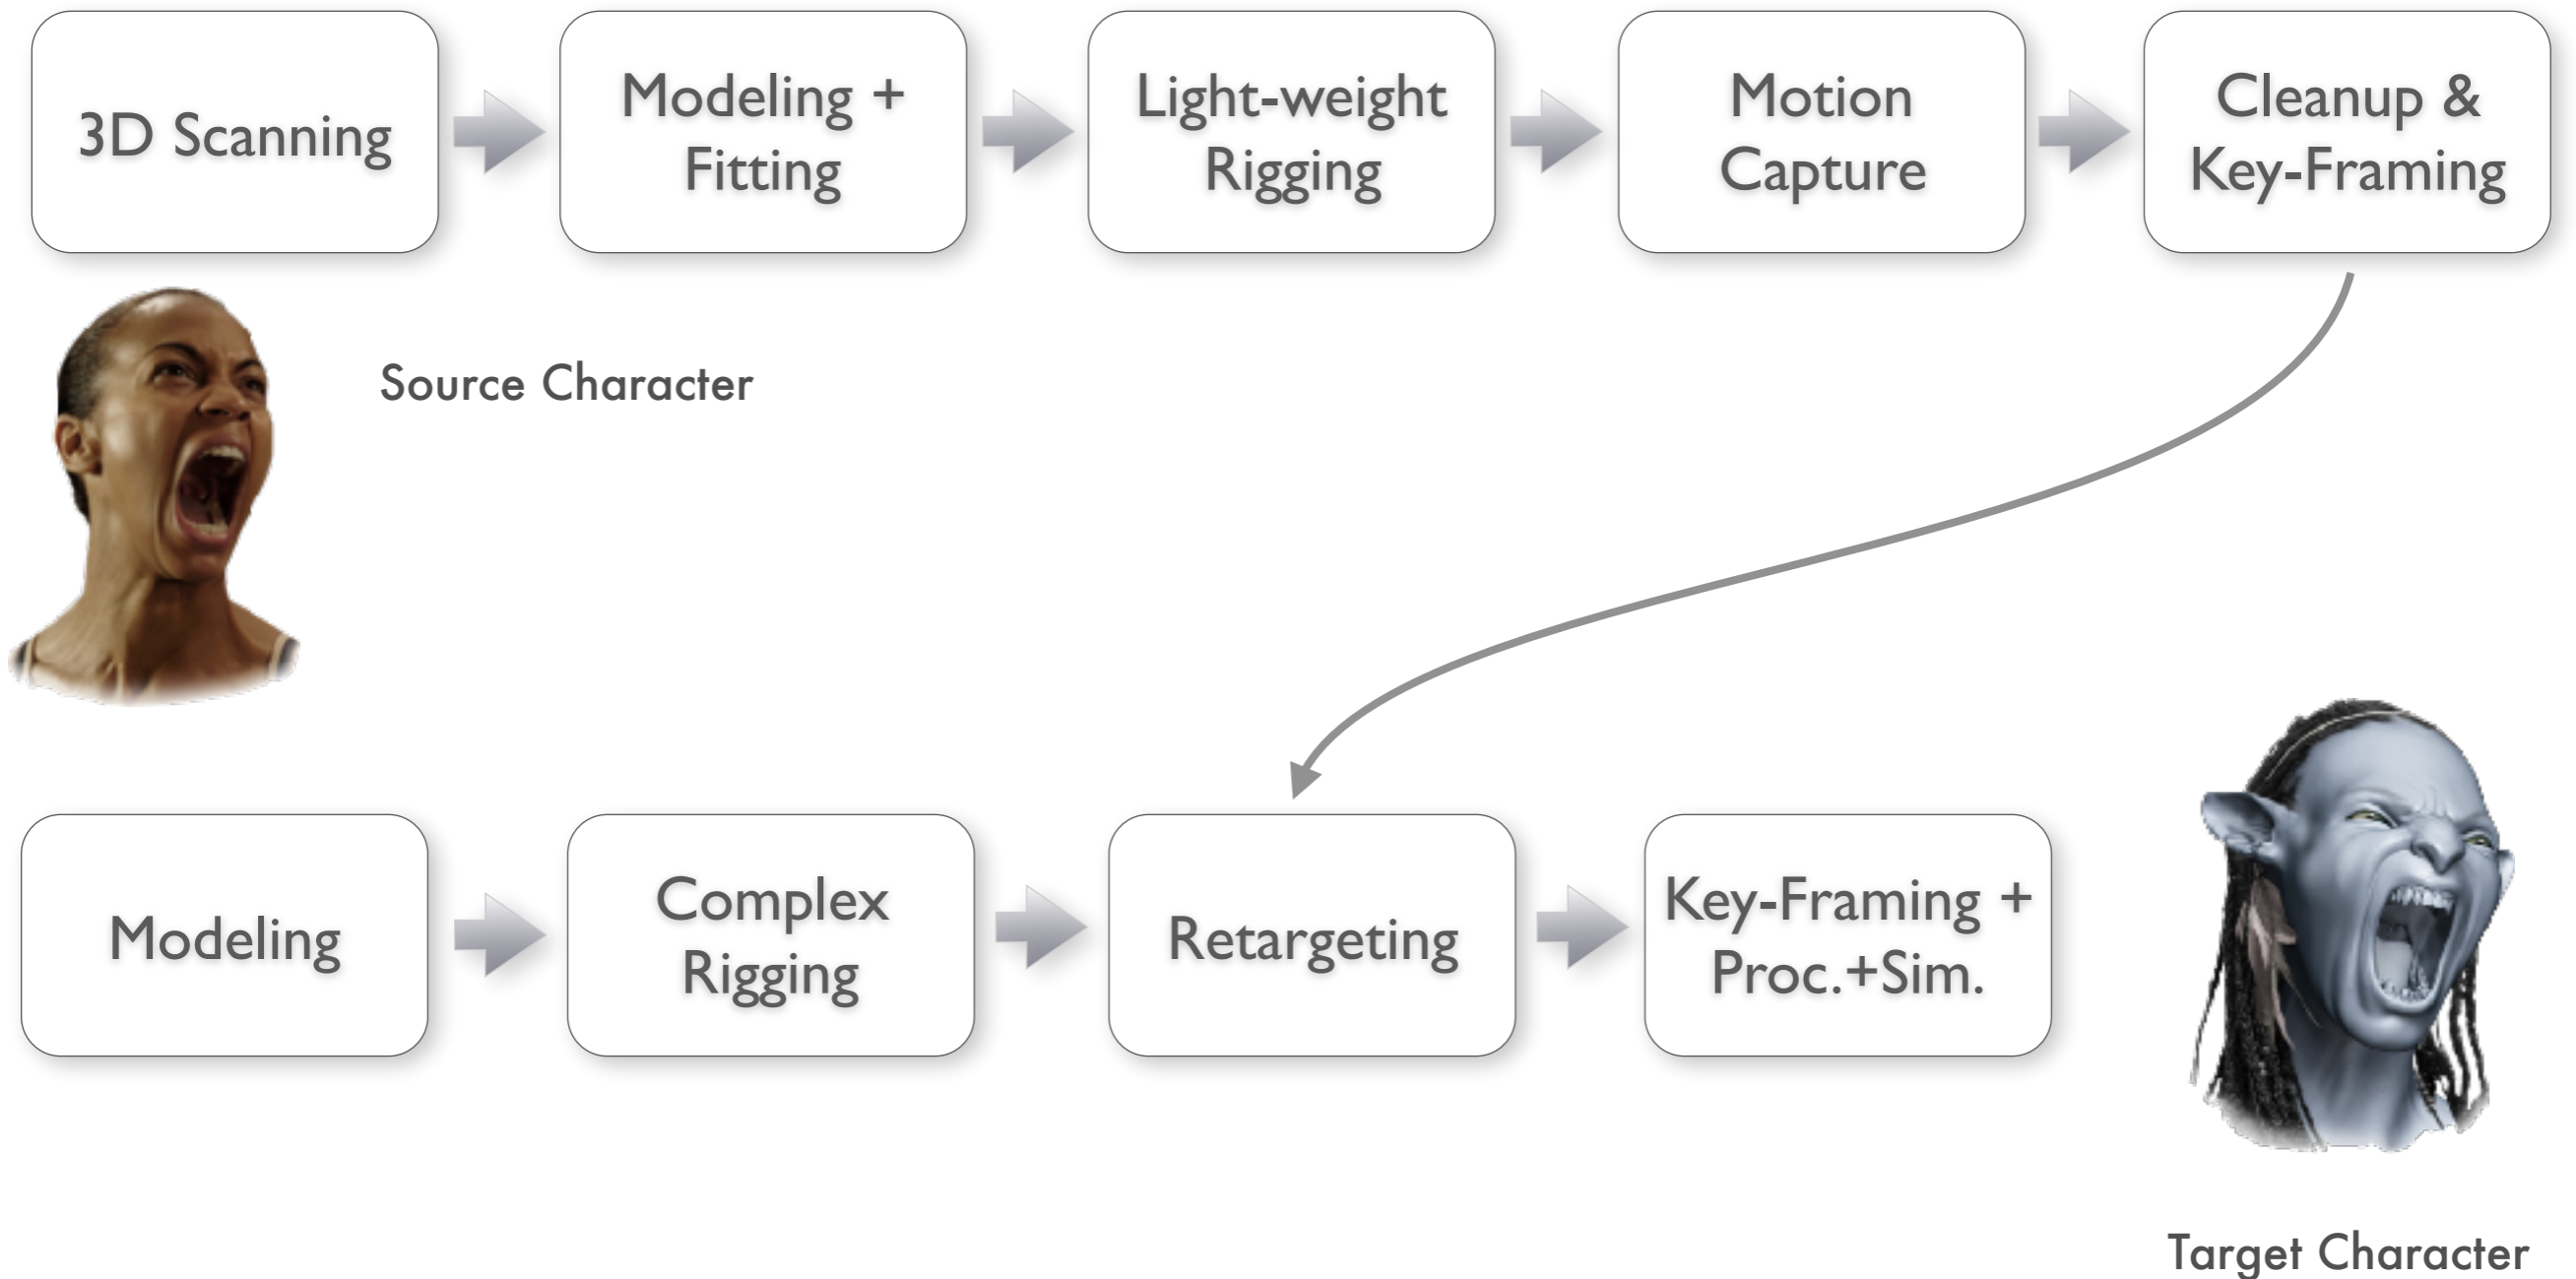 3D Scanning
Modeling +
Fitting
Light-weight
Rigging
Motion
Capture
Cleanup &
Key-Framing
Source Character
Modeling
Complex
Rigging
Retargeting
Key-Framing +
Proc.+Sim.
Target Character